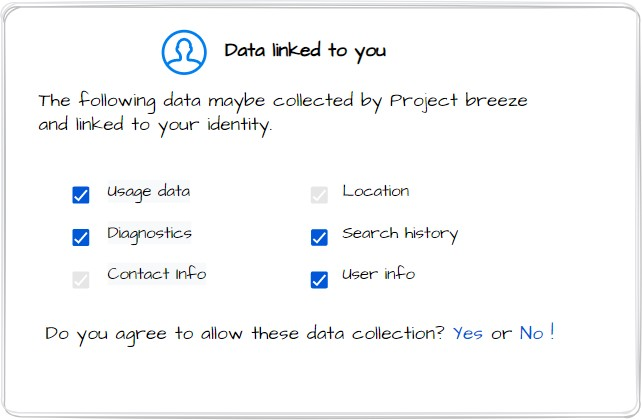 Data linked to you
The following data maybe collected by Project breeze
and linked to your identity.
Usage data
Location
Diagnostics
Search history
Contact Info
User info
Do you agree to allow these data collection? Yes or No !